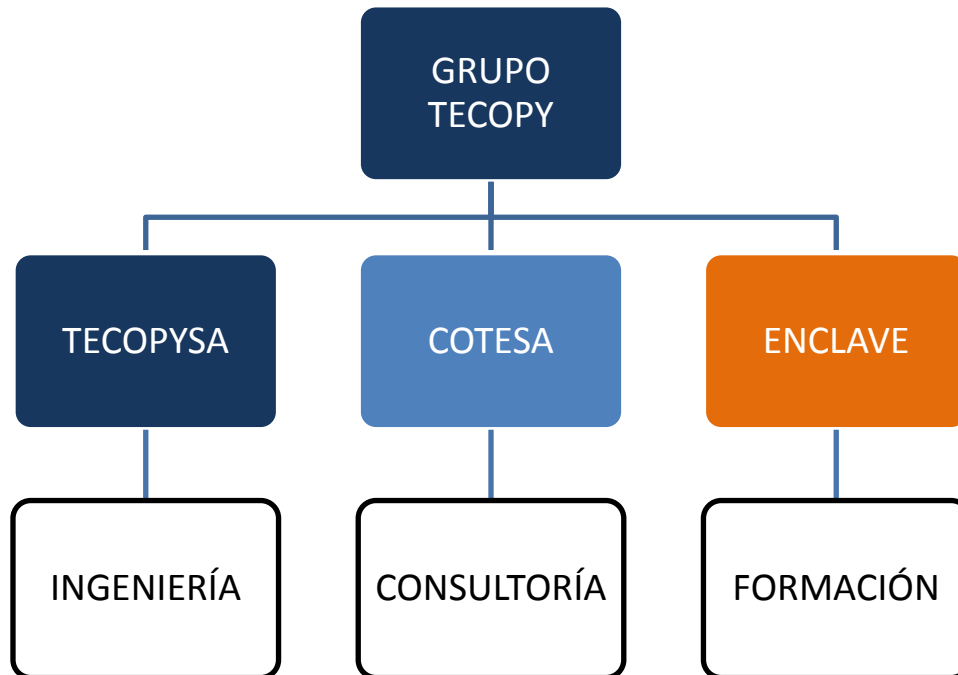 GRUPO
TECOPY
TECOPYSA
COTESA
ENCLAVE
INGENIERÍA
CONSULTORÍA
FORMACIÓN